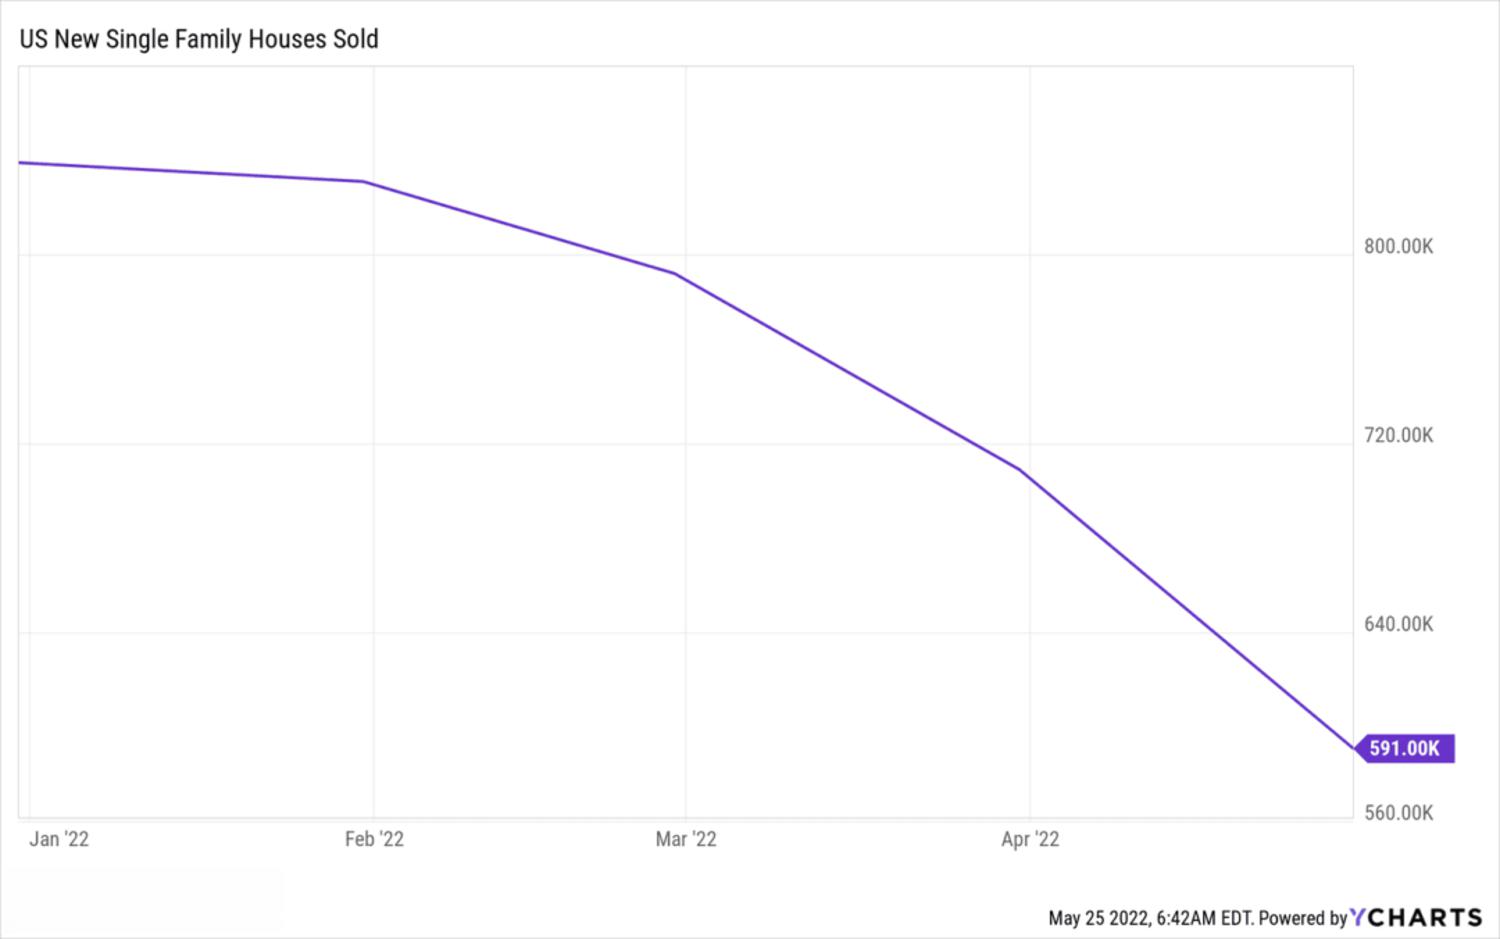 US New Single Family Houses Sold
800.00K
720.00K
640.00K
591.00K
560.00K
Jan '22 Feb '22 Mar '22 Apr '22
May 25 2022, 6:42AM EDT. Powered by YCHARTS